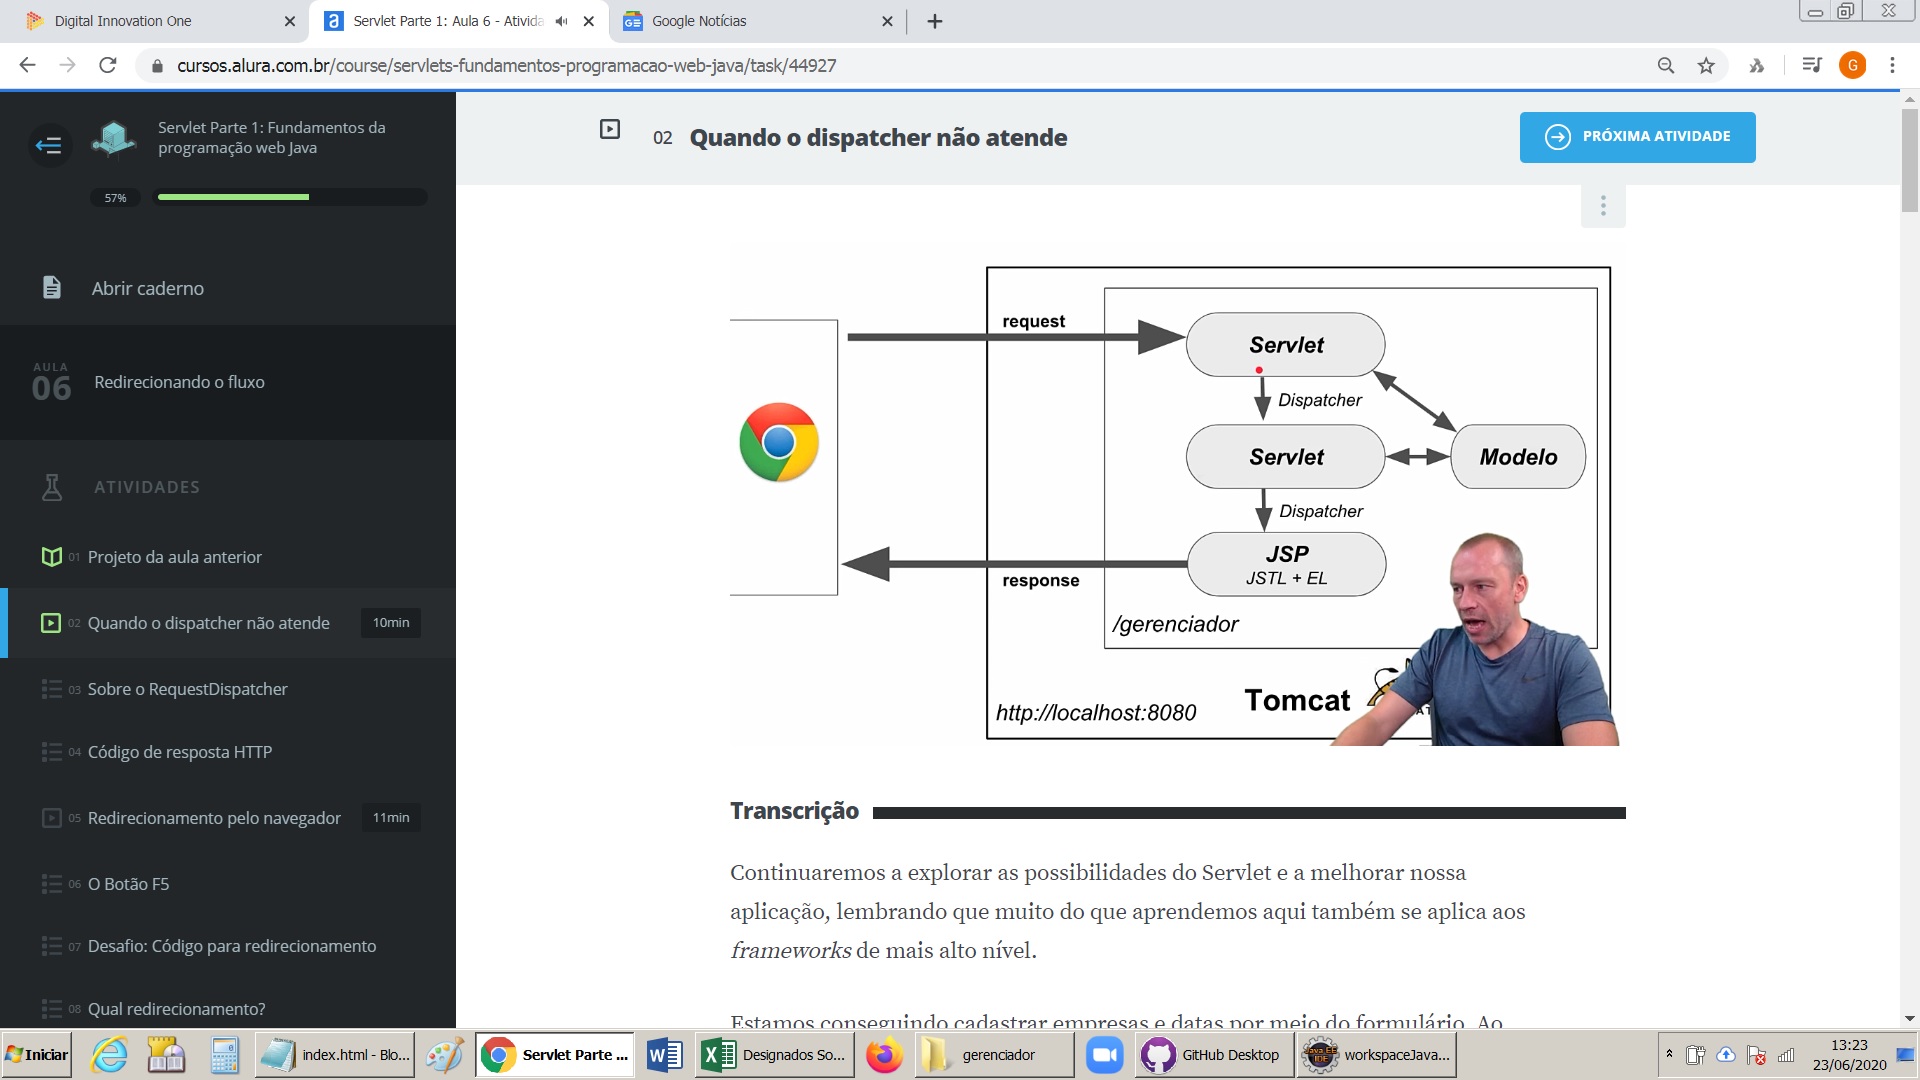 Digital Innovation One
Servlet Parte 1: Aula 6 - Ativida
Google Notícias
cursos.alura.com.br/course/servlets-fundamentos-programacao-web-java/task/44927
G
Servlet Parte 1: Fundamentos da
programação web Java
57%
Abrir caderno
AULA
06
Redirecionando o fluxo
ATIVIDADES
01 Projeto da aula anterior
02 Quando o dispatcher não atende 10min
03 Sobre o RequestDispatcher
04 Código de resposta HTTP
05 Redirecionamento pelo navegador 11min
06 O Botão F5
07 Desafio: Código para redirecionamento
08 Qual redirecionamento?
02 Quando o dispatcher não atende
PRÓXIMA ATIVIDADE
request
Servlet
Dispatcher
Servlet
Modelo
Dispatcher
JSP
JSTL + EL
response
/gerenciador
Tomcat
http://localhost:8080
Transcrição
Continuaremos a explorar as possibilidades do Servlet e a melhorar nossa
aplicação, lembrando que muito do que aprendemos aqui também se aplica aos
frameworks de mais alto nível.
Estamos conseguindo cadastrar empresas e datas por meio do formulário. Ao
Iniciar
index.html - Blo...
Servlet Parte ...
Designados So...
gerenciador
GitHub Desktop
workspaceJava...
13:23
23/06/2020